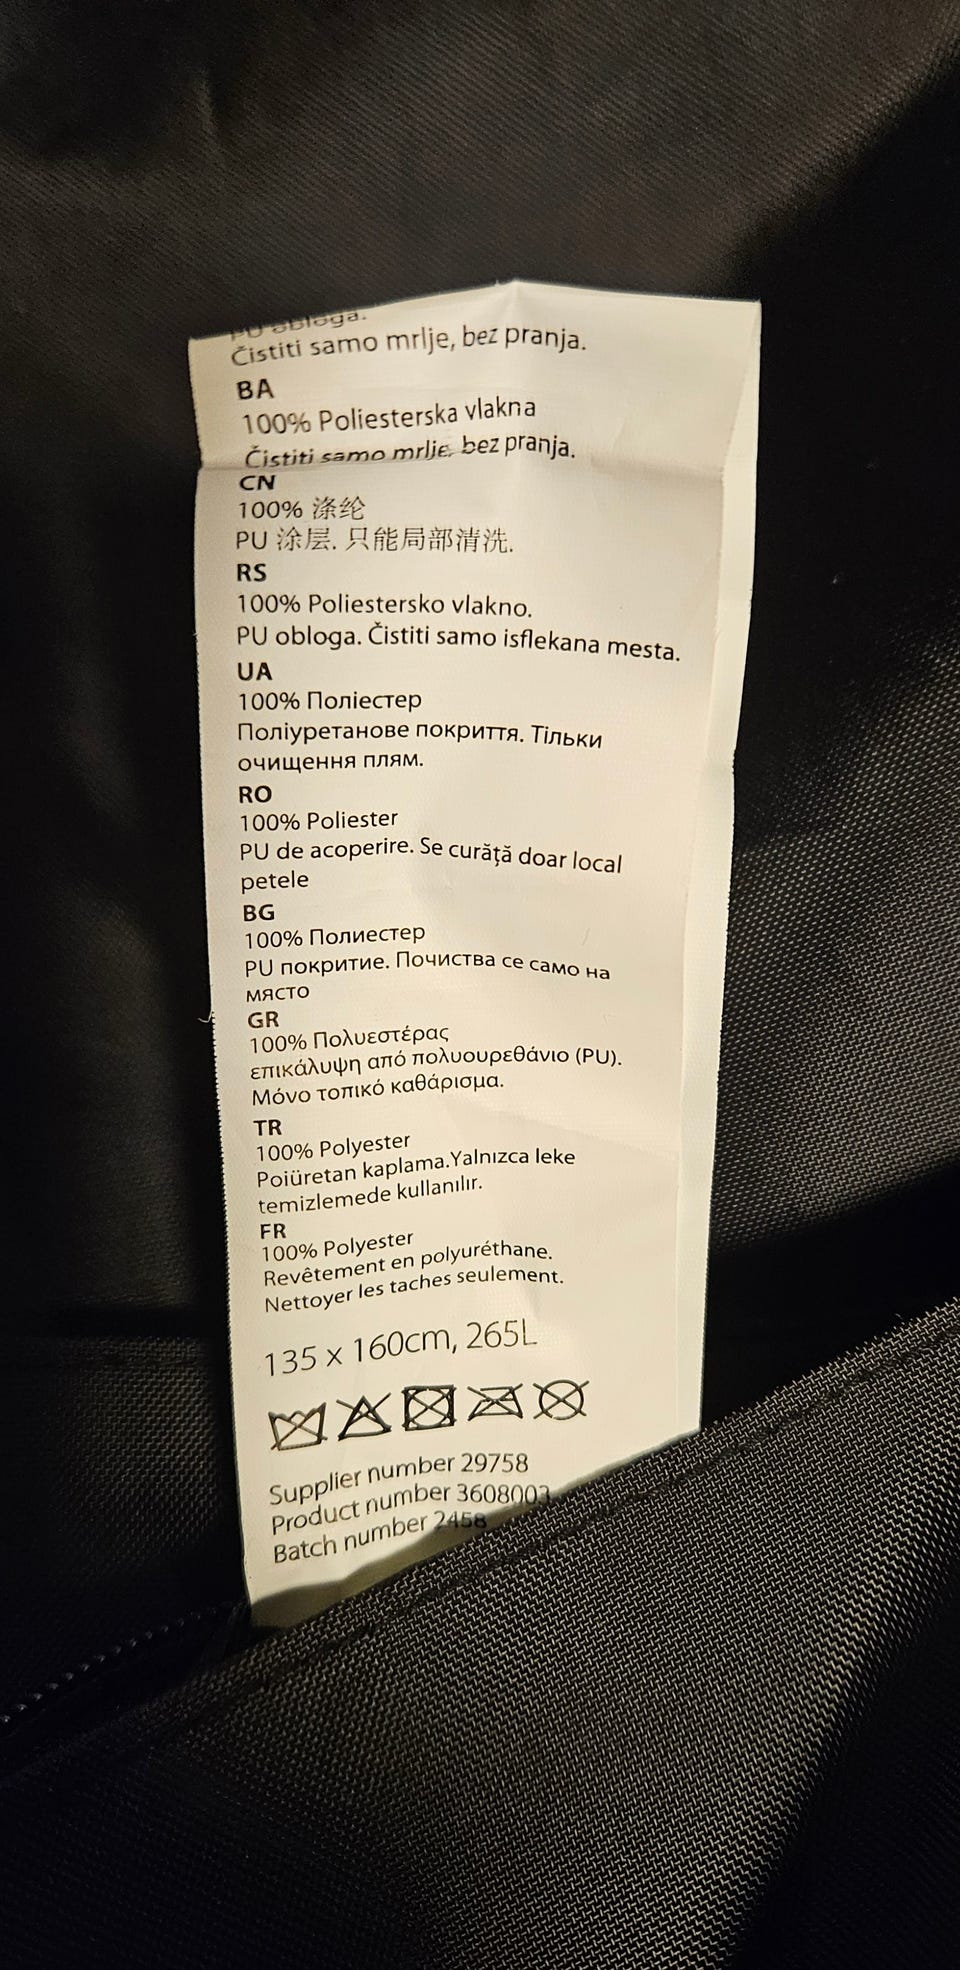 PU obloga.
Čistiti samo mrlje, bez pranja.
BA
100% Poliesterska vlakna
Čistiti samo mrlje, bez pranja.
CN
100% 涤纶
PU 涂层. 只能局部清洗.
RS
100% Poliestersko vlakno.
PU obloga. Čistiti samo isflekana mesta.
UA
100% Поліестер
Поліуретанове покриття. Тільки
очищення плям.
RO
100% Poliester
PU de acoperire. Se curăţă doar local
petele
BG
100% Полиестер
PU покритие. Почиства се само на
място
GR
100% Πολυεστέρας
επικάλυψη από πολυουρεθάνιο (PU).
Μόνο τοπικό καθάρισμα.
TR
100% Polyester
Poiüretan kaplama.Yalnızca leke
temizlemede kullanılır.
FR
100% Polyester
Revêtement en polyuréthane.
Nettoyer les taches seulement.
135 x 160cm, 265L
Supplier number 29758
Product number 3608003
Batch number 2458